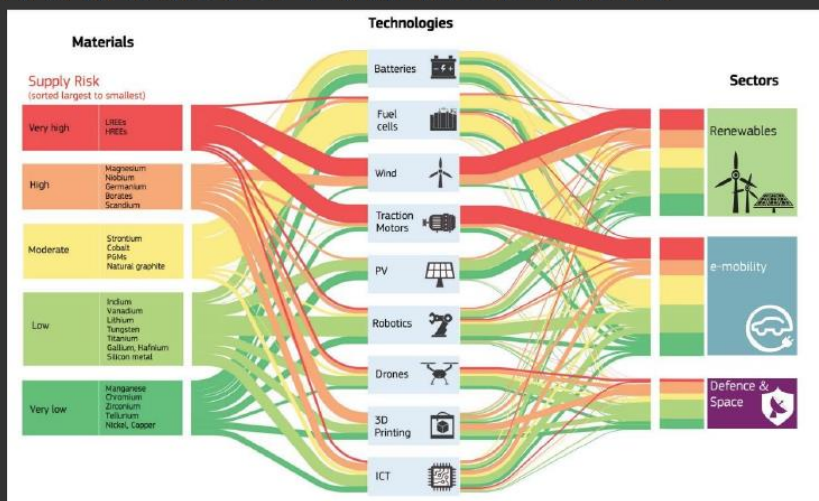 Technologies
Materials
Sectors
Supply Risk
(sorted largest to smallest)
Very high
LREEs
HREEs
High
Magnesium
Niobium
Germanium
Borates
Scandium
Moderate
Strontium
Cobalt
PGMs
Natural graphite
Low
Indium
Vanadium
Lithium
Tungsten
Titanium
Gallium, Hafnium
Silicon metal
Very low
Manganese
Chromium
Zirconium
Tellurium
Nickel, Copper
Batteries
Fuel
cells
Wind
Traction
Motors
PV
Robotics
Drones
3D
Printing
ICT
Renewables
e-mobility
Defence &
Space